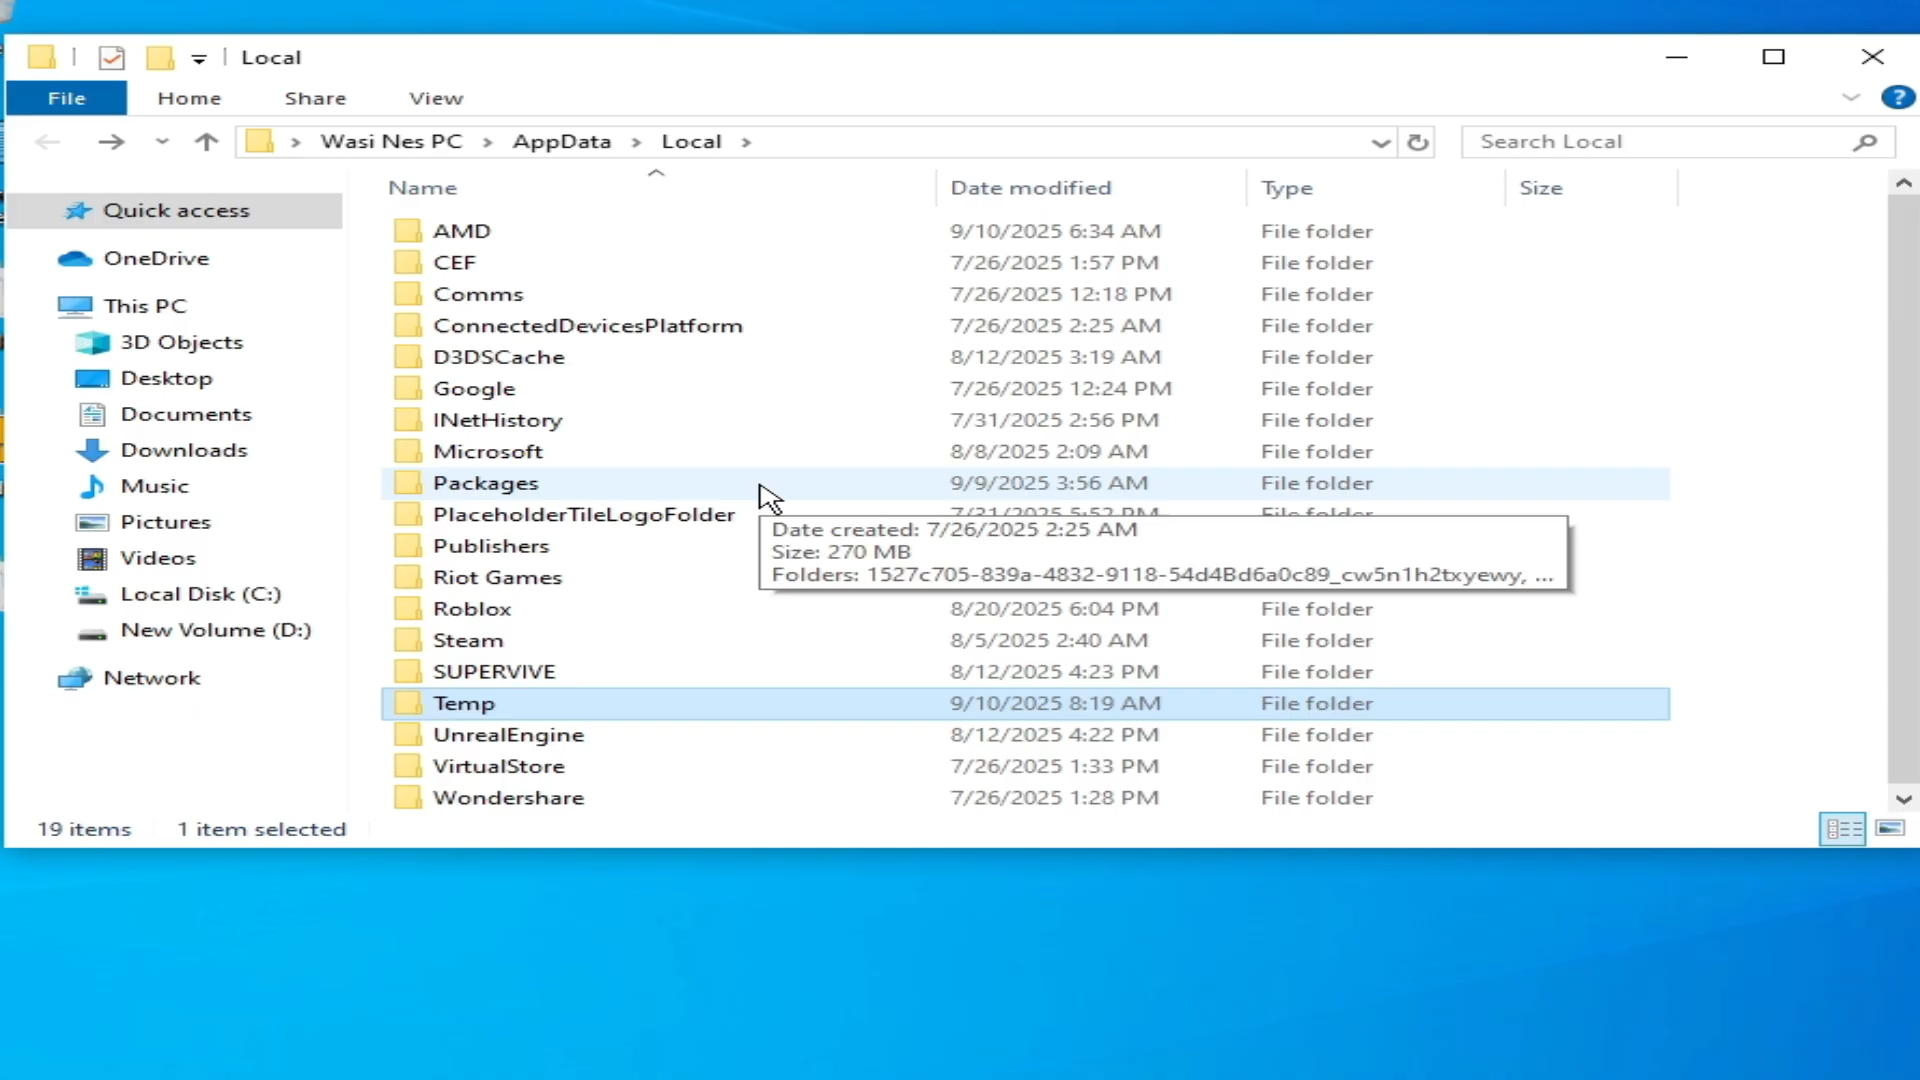 Local
File Home Share View
Wasi Nes PC > AppData > Local >
Search Local
Quick access
OneDrive
This PC
3D Objects
Desktop
Documents
Downloads
Music
Pictures
Videos
Local Disk (C:)
New Volume (D:)
Network
Name Date modified Type Size
AMD 9/10/2025 6:34 AM File folder
CEF 7/26/2025 1:57 PM File folder
Comms 7/26/2025 12:18 PM File folder
ConnectedDevicesPlatform 7/26/2025 2:25 AM File folder
D3DSCache 8/12/2025 3:19 AM File folder
Google 7/26/2025 12:24 PM File folder
INetHistory 7/31/2025 2:56 PM File folder
Microsoft 8/8/2025 2:09 AM File folder
Packages 9/9/2025 3:56 AM File folder
PlaceholderTileLogoFolder 7/31/2025 5:52 PM File folder
Date created: 7/26/2025 2:25 AM
Size: 270 MB
Folders: 1527c705-839a-4832-9118-54d4Bd6a0c89_cw5n1h2txyewy, ...
Publishers
Riot Games
Roblox 8/20/2025 6:04 PM File folder
Steam 8/5/2025 2:40 AM File folder
SUPERVIVE 8/12/2025 4:23 PM File folder
Temp 9/10/2025 8:19 AM File folder
UnrealEngine 8/12/2025 4:22 PM File folder
VirtualStore 7/26/2025 1:33 PM File folder
Wondershare 7/26/2025 1:28 PM File folder
19 items 1 item selected